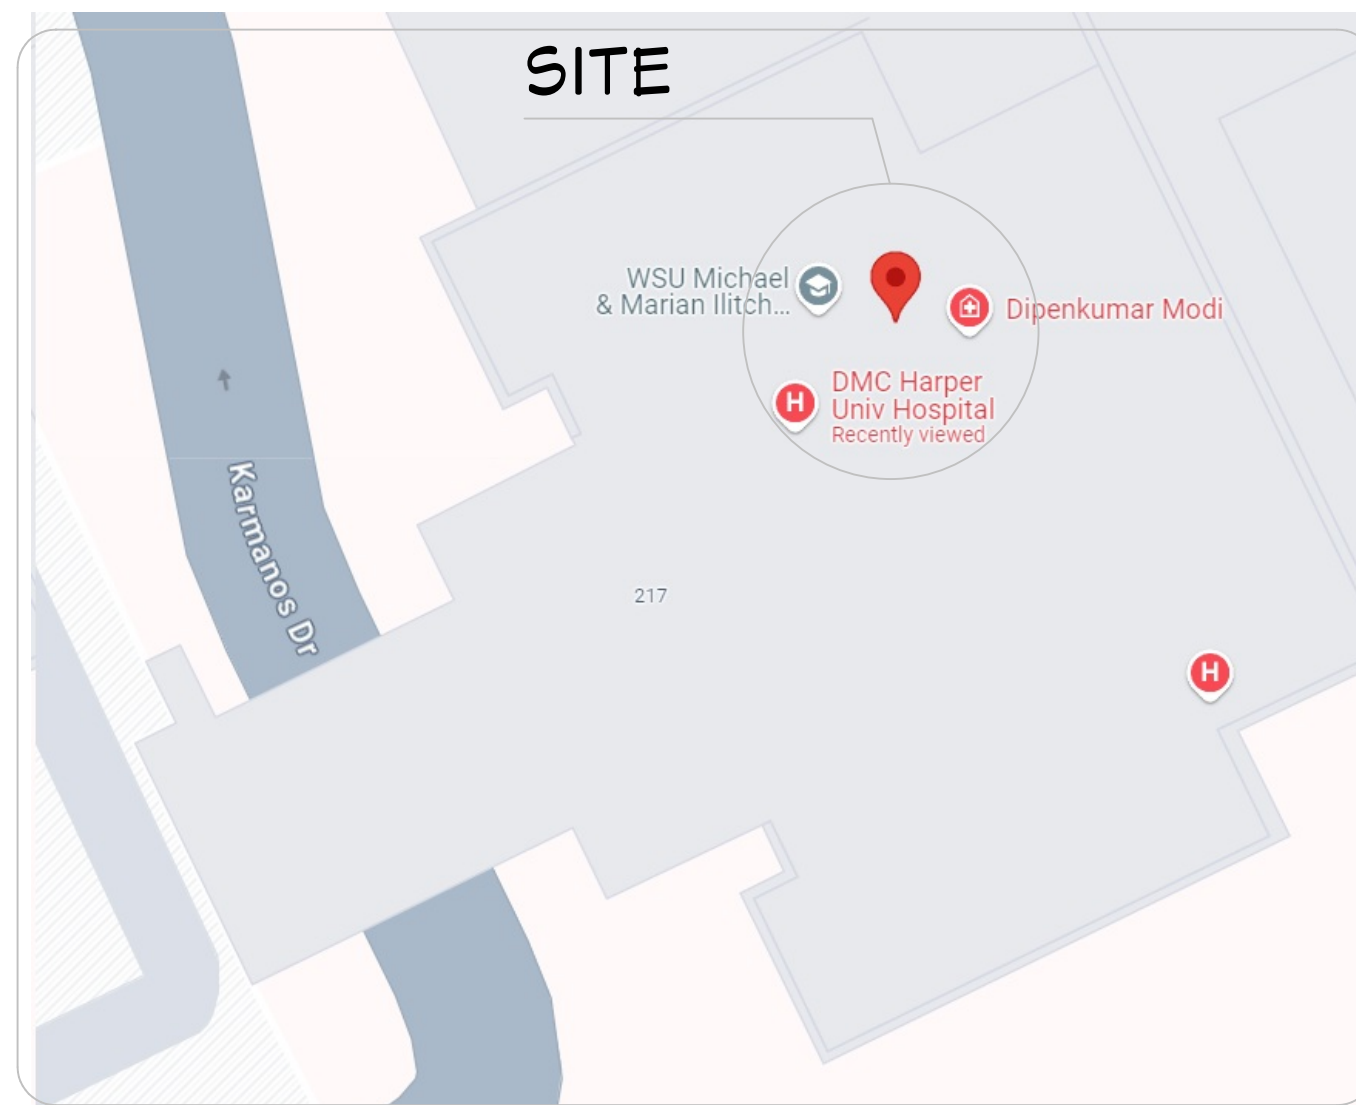 SITE
WSU Michael
& Marian Ilitch...
Dipenkumar Modi
DMC Harper
H
Univ Hospital
Recently viewed
Karmanos Dr
217
H